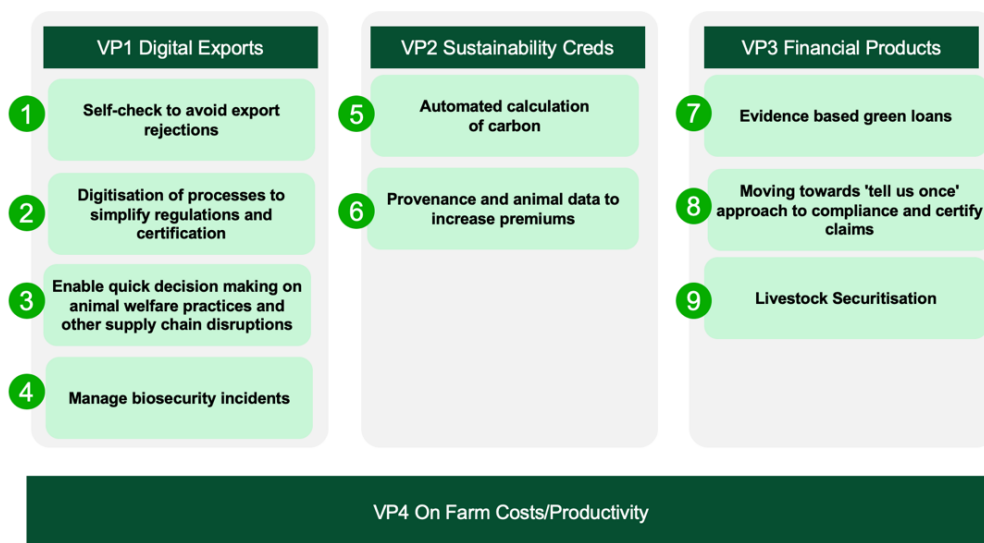 VP1 Digital Exports
1
Self-check to avoid export
rejections
2
Digitisation of processes to
simplify regulations and
certification
3
Enable quick decision making on
animal welfare practices and
other supply chain disruptions
4
Manage biosecurity incidents
VP2 Sustainability Creds
5
Automated calculation
of carbon
6
Provenance and animal data to
increase premiums
VP3 Financial Products
7
Evidence based green loans
8
Moving towards 'tell us once'
approach to compliance and certify
claims
9
Livestock Securitisation
VP4 On Farm Costs/Productivity